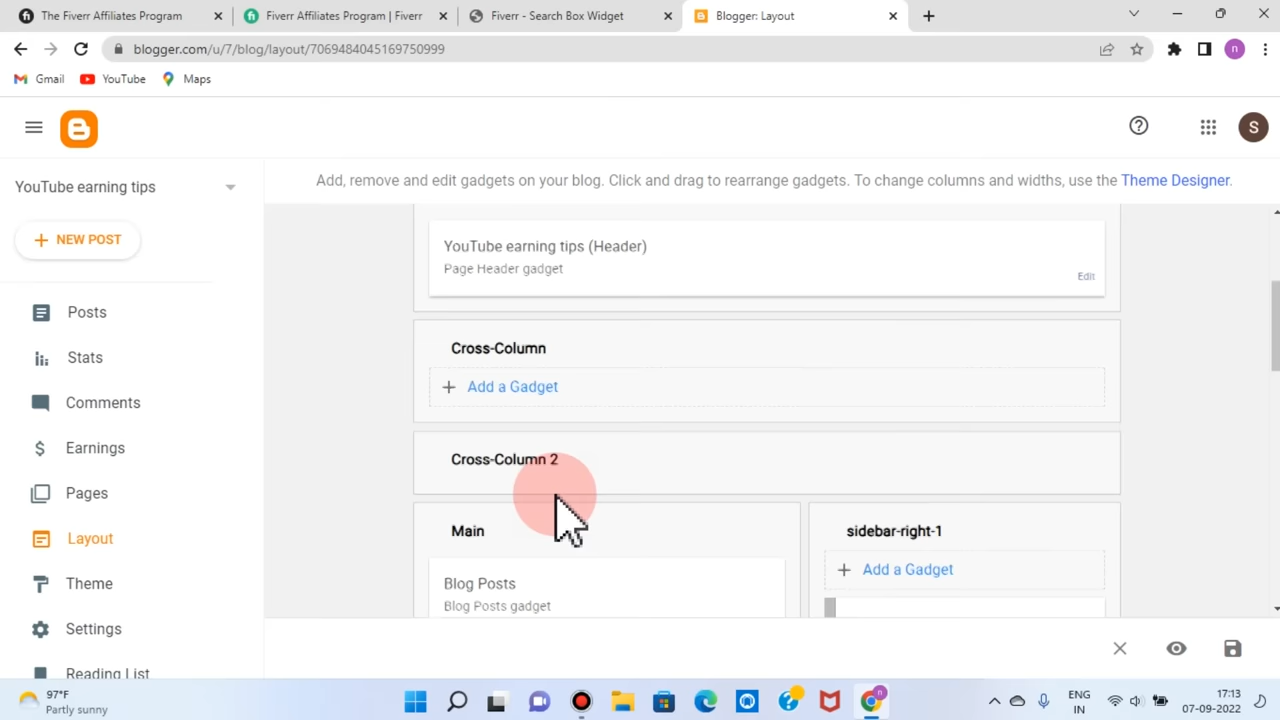 The Fiverr Affiliates Program
Fiverr Affiliates Program | Fiverr
Fiverr - Search Box Widget
Blogger: Layout
blogger.com/u/7/blog/layout/7069484045169750999
n
Gmail
YouTube
Maps
S
YouTube earning tips
Add, remove and edit gadgets on your blog. Click and drag to rearrange gadgets. To change columns and widths, use the Theme Designer.
NEW POST
YouTube earning tips (Header)
Page Header gadget
Edit
Posts
Stats
Comments
Earnings
Pages
Layout
Theme
Settings
Reading List
Cross-Column
Add a Gadget
Cross-Column 2
Main
Blog Posts
Blog Posts gadget
sidebar-right-1
Add a Gadget
97°F
Partly sunny
n
ENG
IN
17:13
07-09-2022